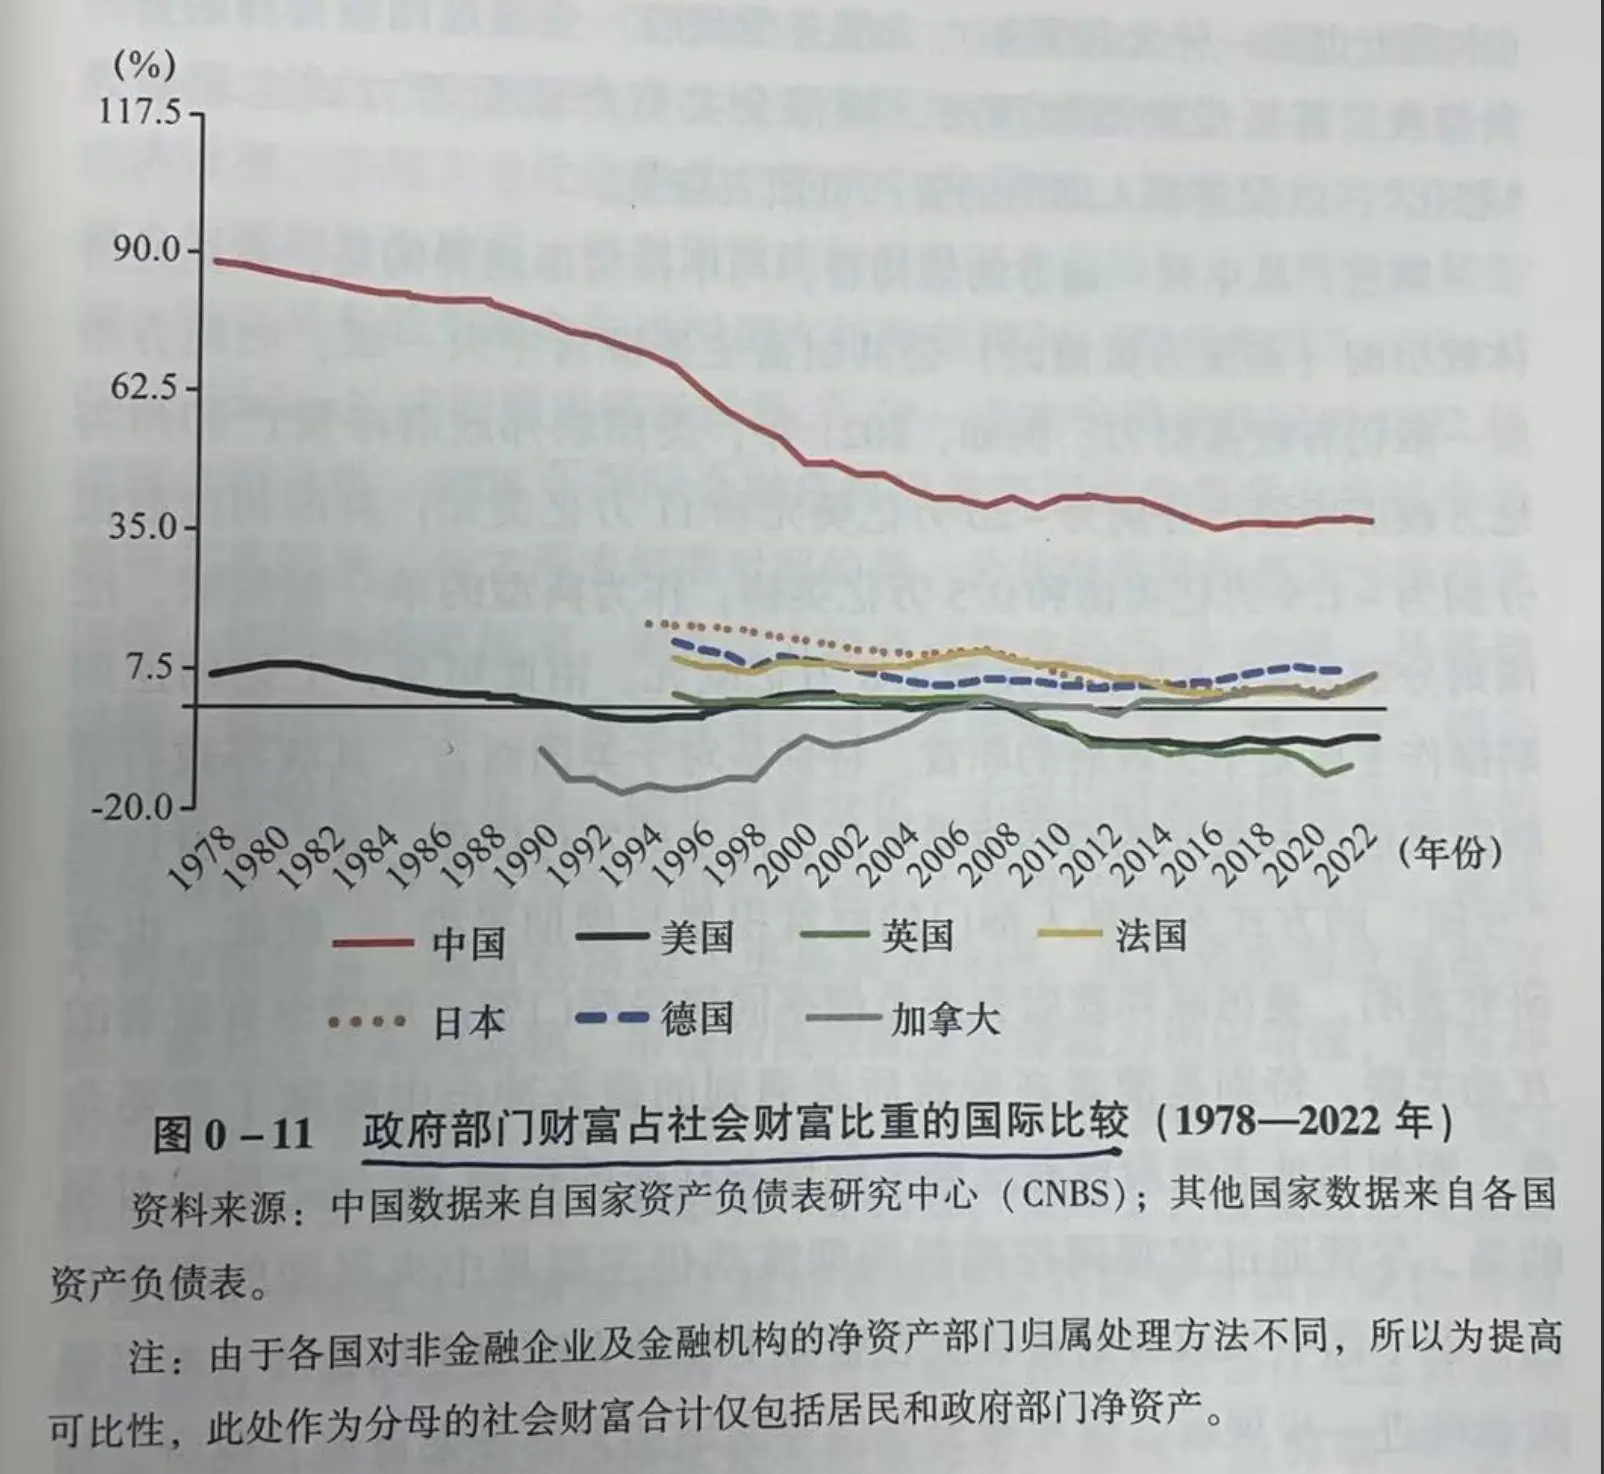 (%)
117.5
90.0
62.5
35.0
7.5
-20.0
1978 1980 1982 1984 1986 1988 1990 1992 1994 1996 1998 2000 2002 2004 2006 2008 2010 2012 2014 2016 2018 2020 2022 (年份)
中国 美国 英国 法国
日本 德国 加拿大
图0-11 政府部门财富占社会财富比重的国际比较（1978—2022年）
资料来源：中国数据来自国家资产负债表研究中心（CNBS）；其他国家数据来自各国
资产负债表。
注：由于各国对非金融企业及金融机构的净资产部门归属处理方法不同，所以为提高
可比性，此处作为分母的社会财富合计仅包括居民和政府部门净资产。